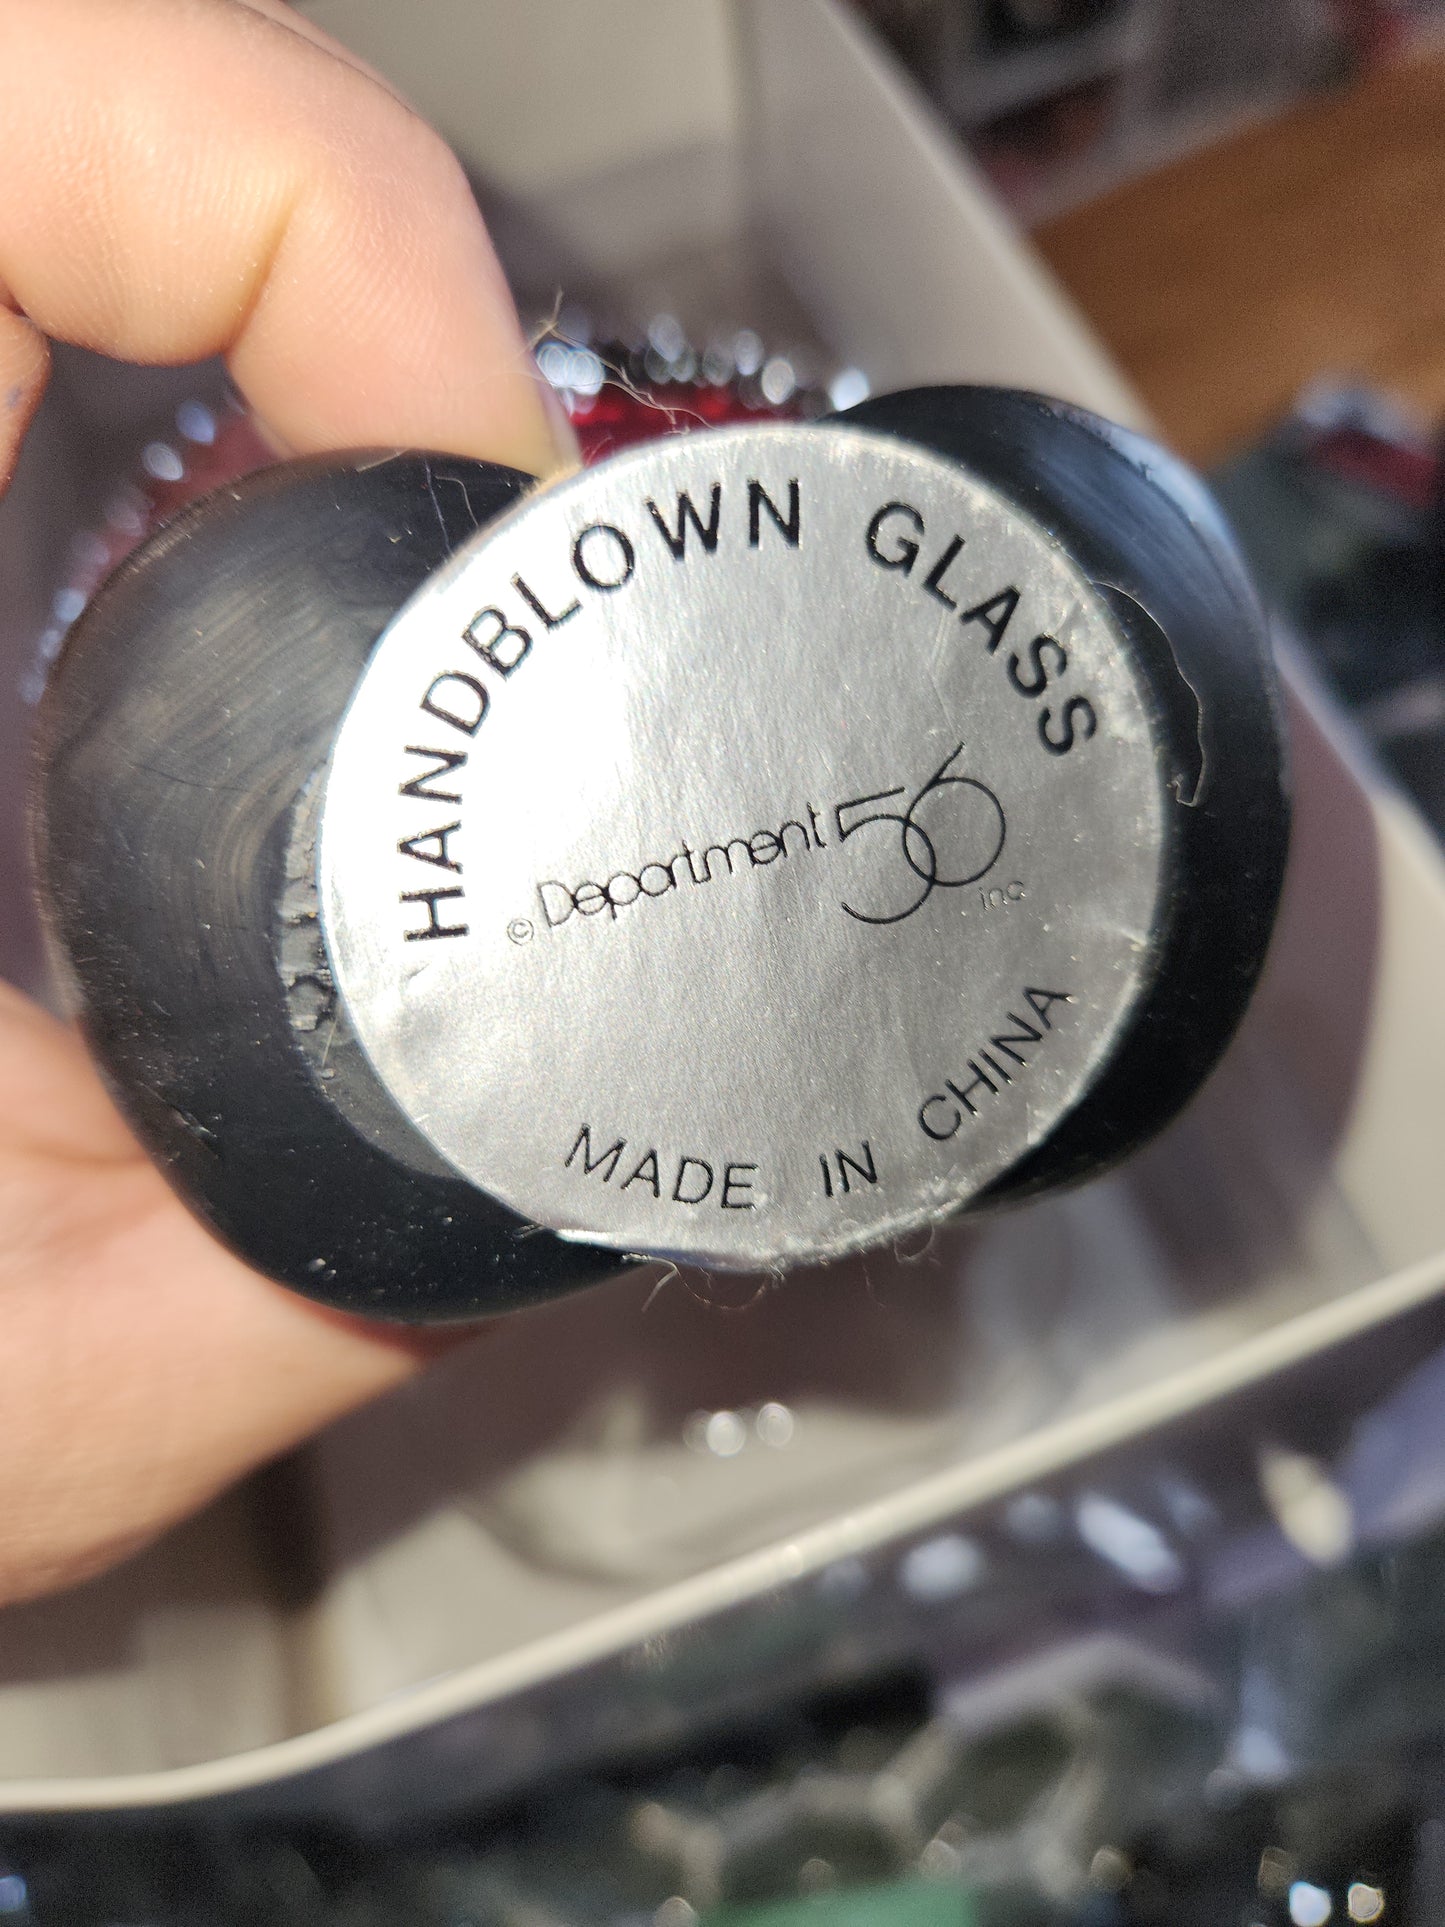 HANDBLOWN GLASS
© Department 56 inc
MADE IN CHINA